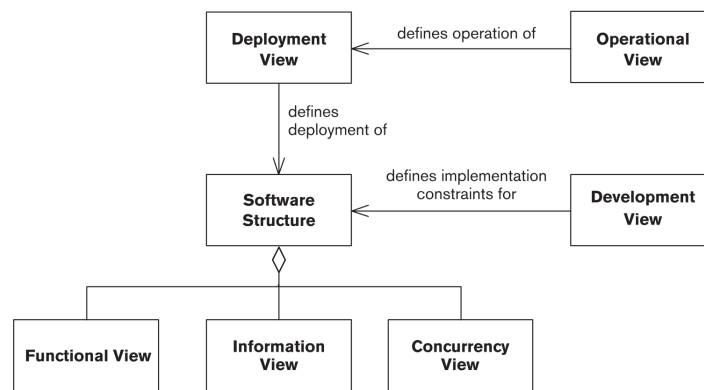 Deployment
View
defines operation of
Operational
View
defines
deployment of
Software
Structure
defines implementation
constraints for
Development
View
Functional View
Information
View
Concurrency
View